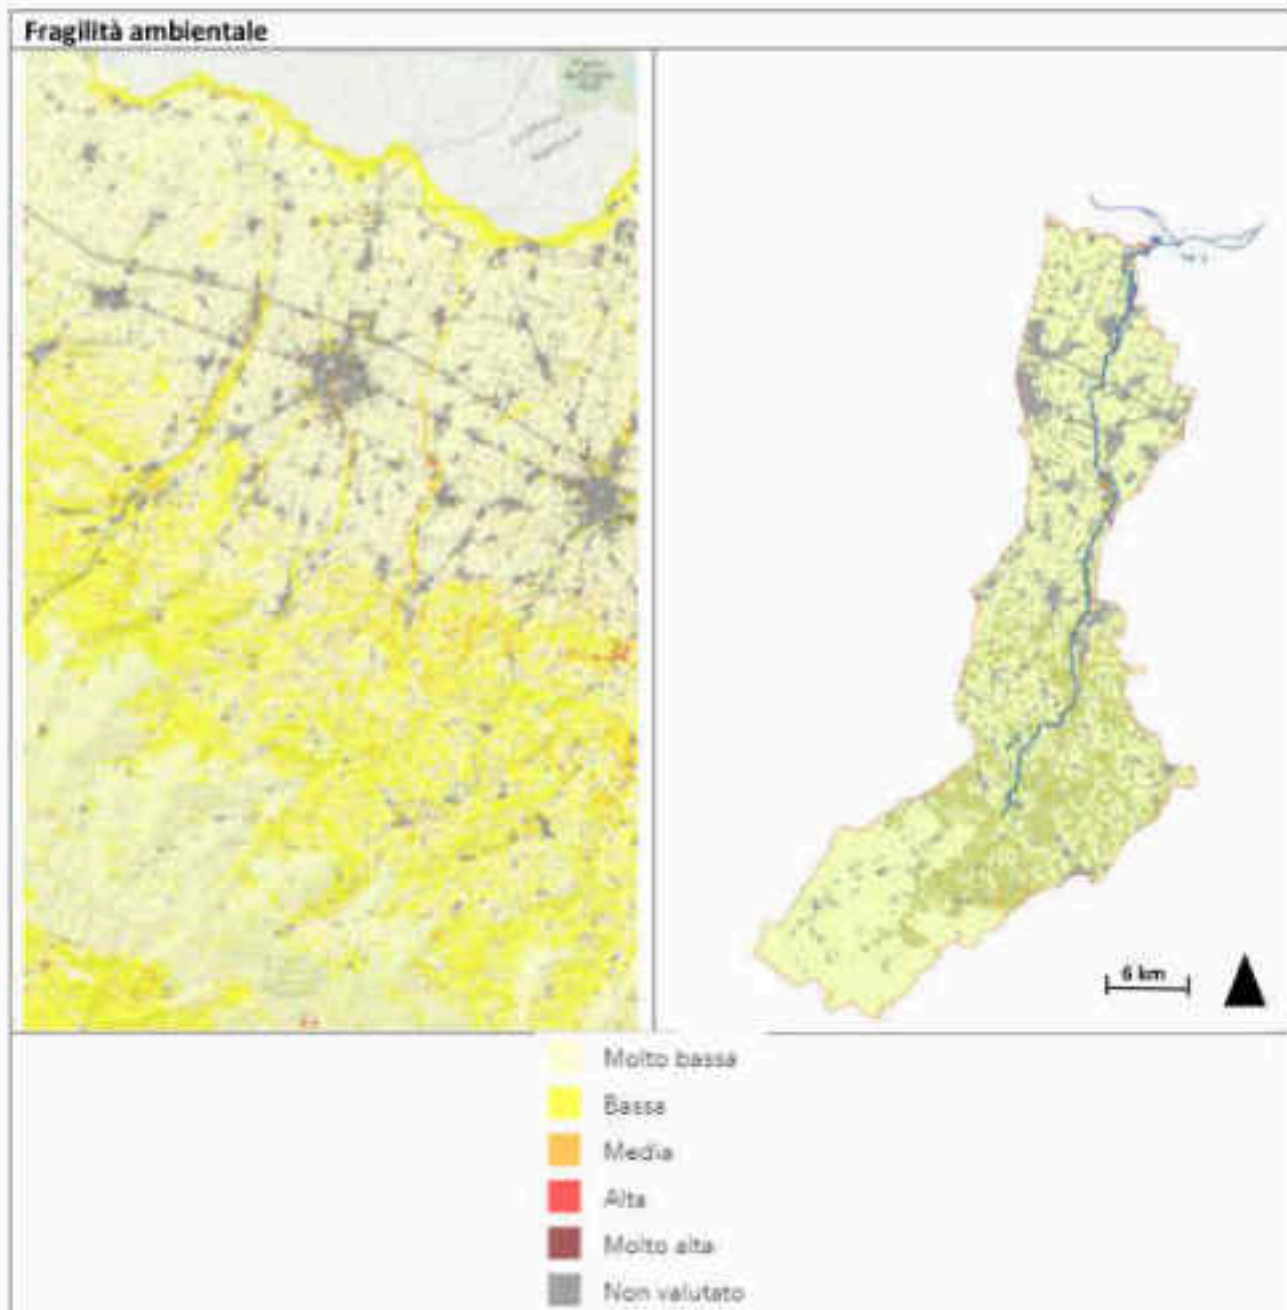 Fragilità ambientale
6 km
Molto bassa
Bassa
Media
Alta
Molto alta
Non valutato